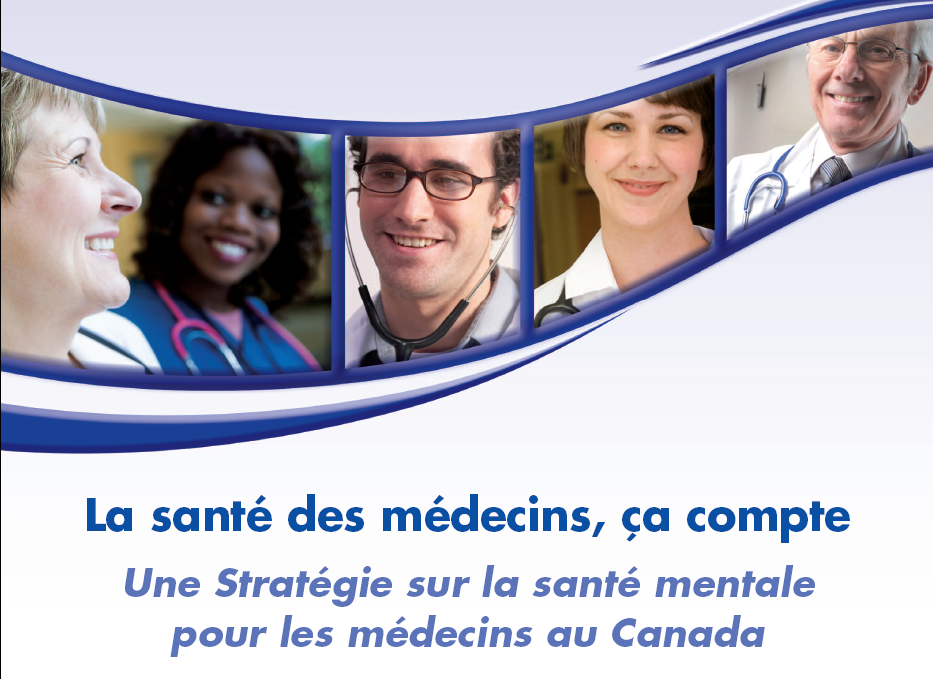 La santé des médecins, ça compte
Une Stratégie sur la santé mentale
pour les médecins au Canada